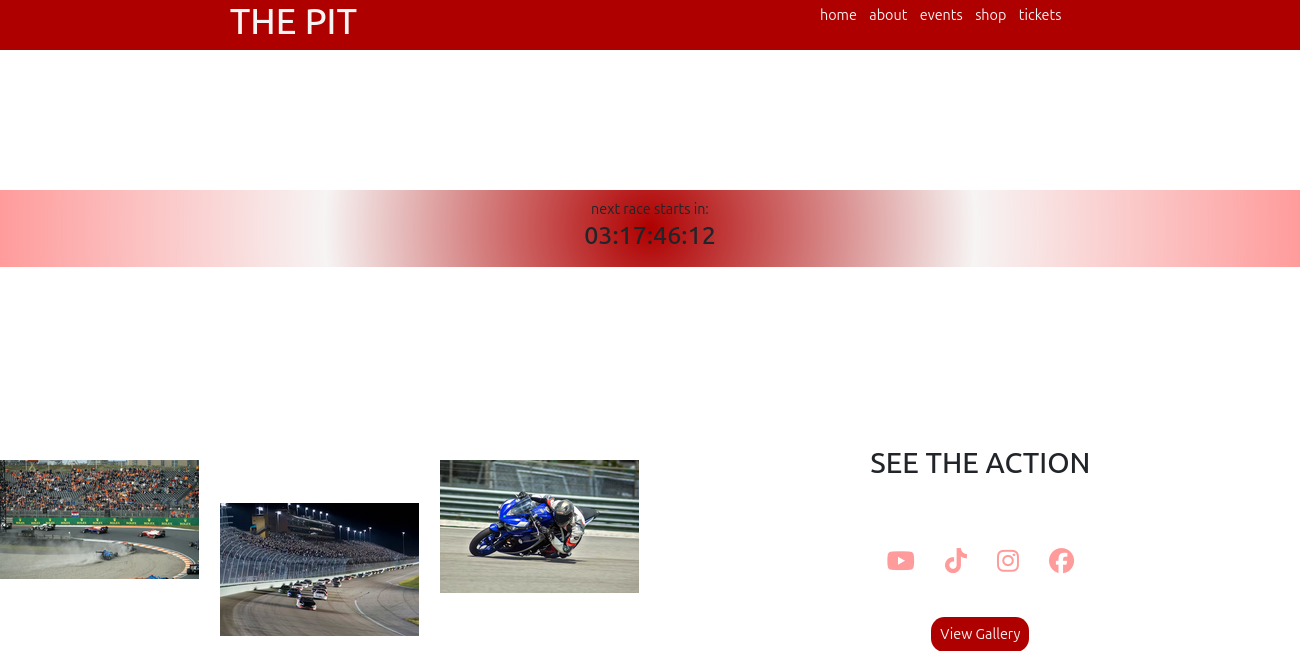 THE PIT
home about events shop tickets
next race starts in:
03:17:46:12
SEE THE ACTION
View Gallery